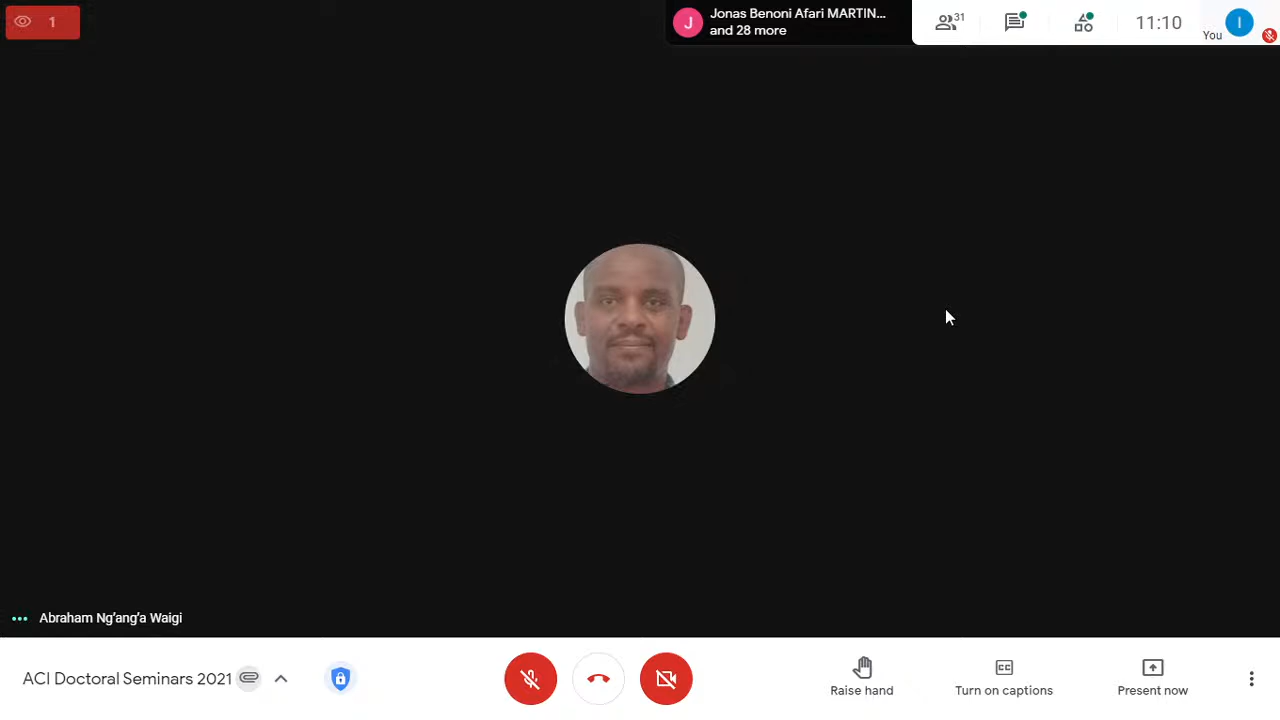 1
J
Jonas Benoni Afari MARTIN...
and 28 more
31
11:10
You
I
Abraham Ng’ang’a Waigi
ACI Doctoral Seminars 2021
Raise hand
CC
Turn on captions
Present now